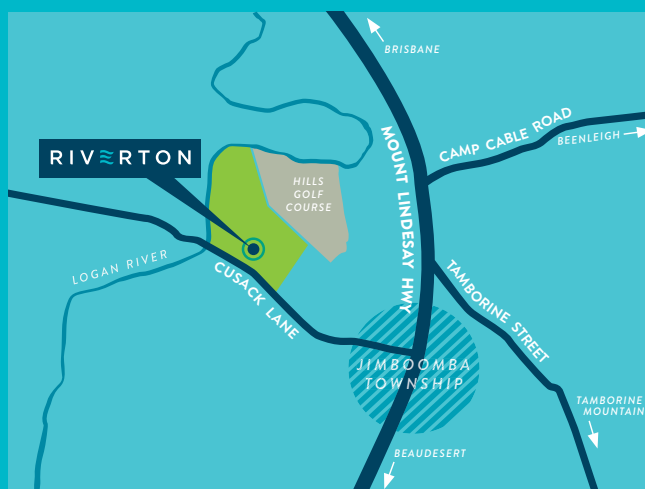 BRISBANE
CAMP CABLE ROAD
BEENLEIGH
MOUNT LINDESAY HWY
RIVERTON
HILLS
GOLF
COURSE
LOGAN RIVER
CUSACK LANE
TAMBORINE STREET
JIMBOOMBA
TOWNSHIP
TAMBORINE
MOUNTAIN
BEAUDESERT